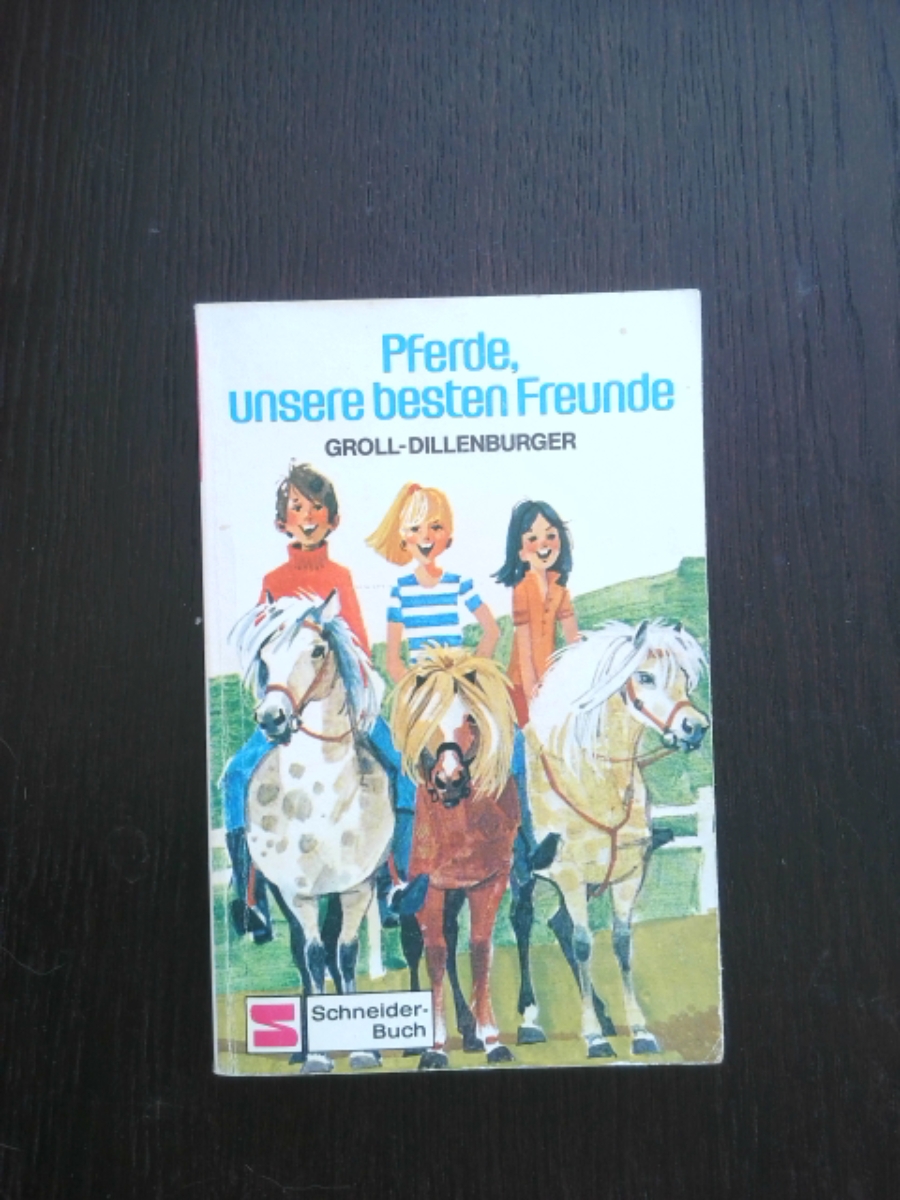 Pferde,
unsere besten Freunde
GROLL-DILLENBURGER
Schneider-
Buch